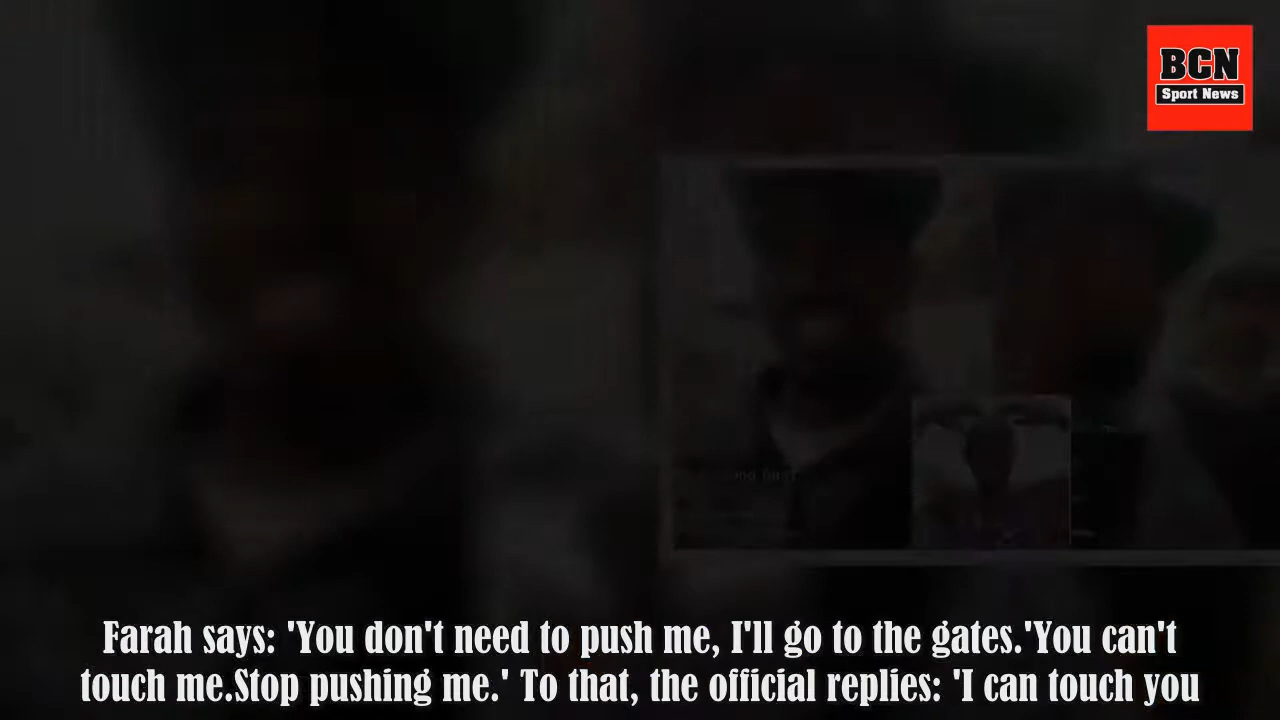 BCN
Sport News
Farah says: 'You don't need to push me, I'll go to the gates.'You can't
touch me.Stop pushing me.' To that, the official replies: 'I can touch you